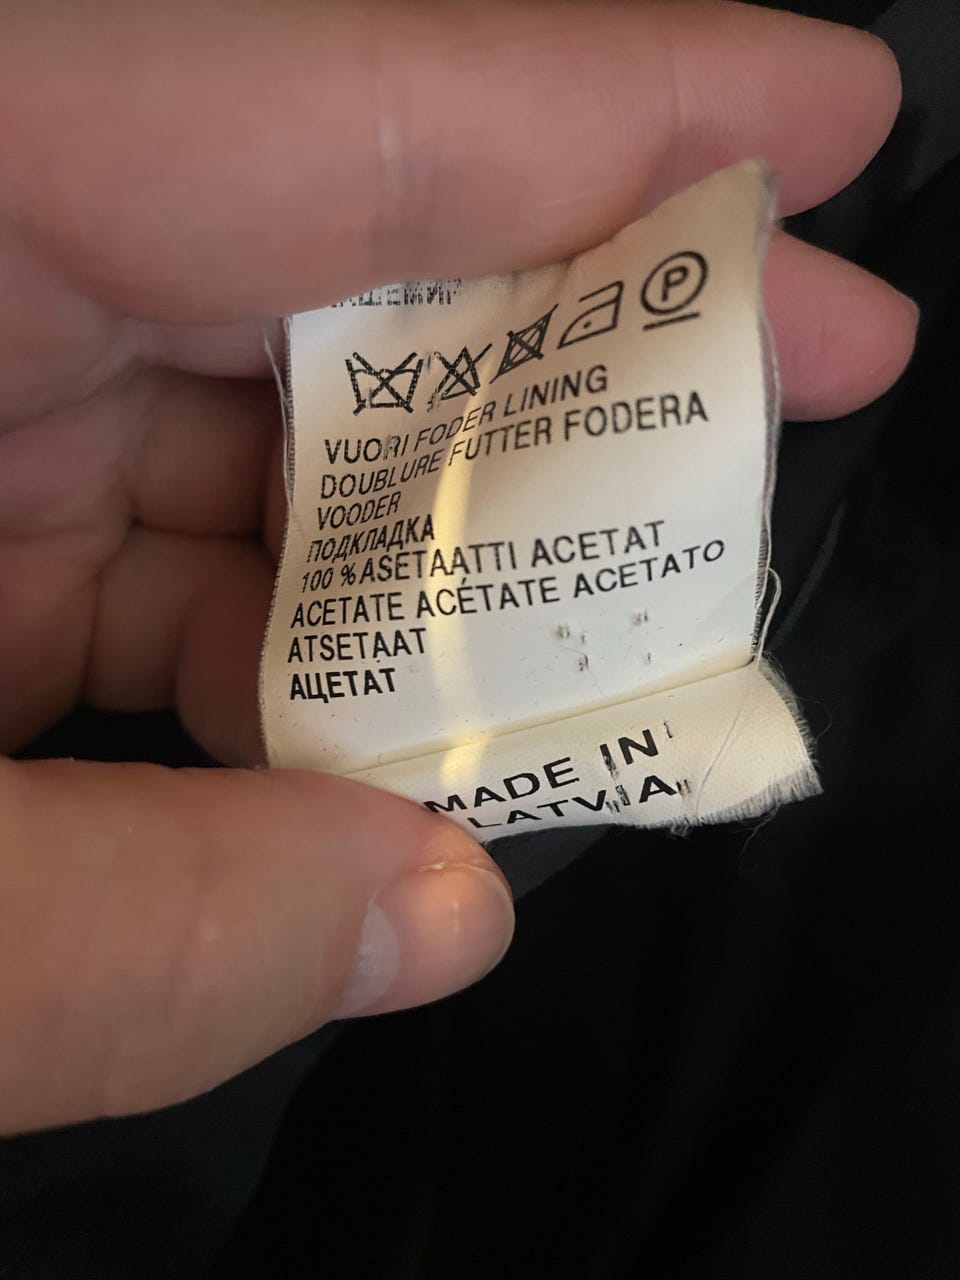 КАШЕМИР
P
VUORI FODER LINING
DOUBLURE FUTTER FODERA
VOODER
ПОДКЛАДКА
100 % ASETAATTI ACETAT
ACETATE ACÉTATE ACETATO
ATSETAAT
АЦЕТАТ
MADE IN
LATVIA